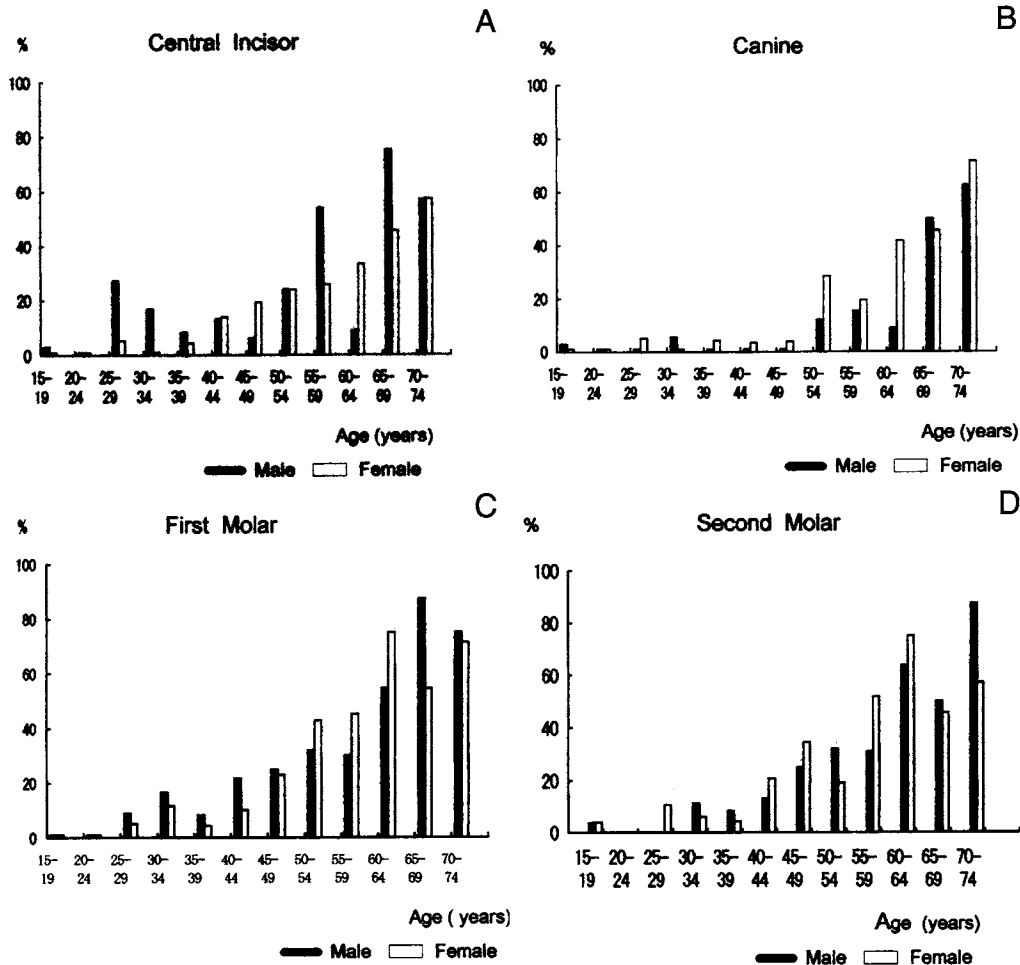 A
% Central Incisor
100
80
60
40
20
0
15- 20- 25- 30- 35- 40- 45- 50- 55- 60- 65- 70-
19 24 29 34 39 44 49 54 59 64 69 74
Age (years)
Male Female
B
% Canine
100
80
60
40
20
0
15- 20- 25- 30- 35- 40- 45- 50- 55- 60- 65- 70-
19 24 29 34 39 44 49 54 59 64 69 74
Age (years)
Male Female
C
% First Molar
100
80
60
40
20
0
15- 20- 25- 30- 35- 40- 45- 50- 55- 60- 65- 70-
19 24 29 34 39 44 49 54 59 64 69 74
Age ( years)
Male Female
D
% Second Molar
100
80
60
40
20
0
15- 20- 25- 30- 35- 40- 45- 50- 55- 60- 65- 70-
19 24 29 34 39 44 49 54 59 64 69 74
Age (years)
Male Female